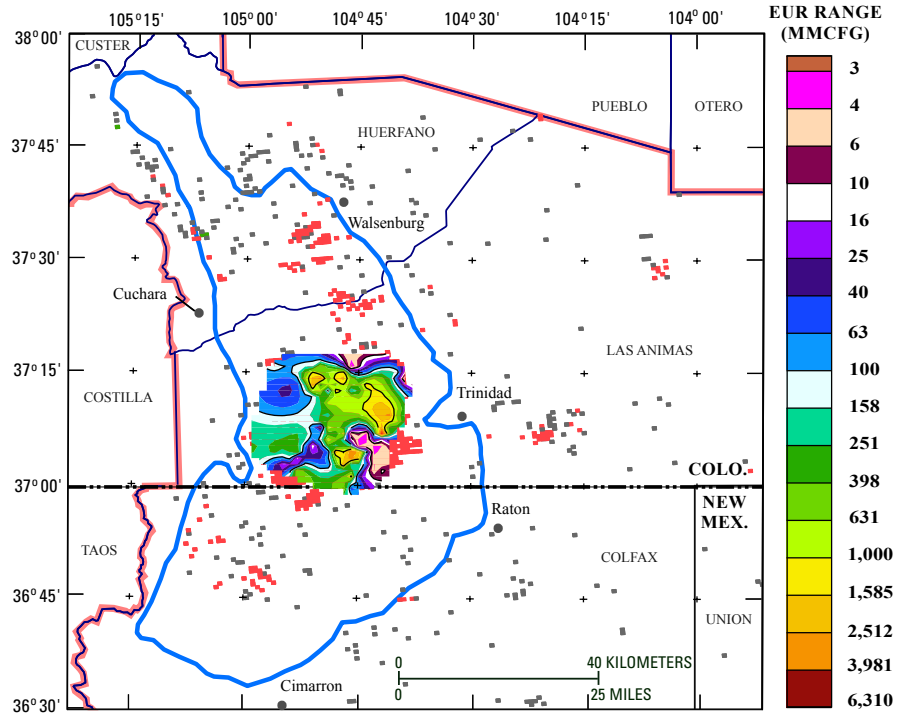 105°15' 105°00' 104°45' 104°30' 104°15' 104°00'
EUR RANGE
(MMCFG)
38°00'
37°45'
37°30'
37°15'
37°00'
36°45'
36°30'
CUSTER
HUERFANO
PUEBLO
OTERO
Walsenburg
Cuchara
LAS ANIMAS
COSTILLA
Trinidad
COLO.
NEW
MEX.
Raton
TAOS
COLFAX
UNION
Cimarron
0 40 KILOMETERS
0 25 MILES
3
4
6
10
16
25
40
63
100
158
251
398
631
1,000
1,585
2,512
3,981
6,310